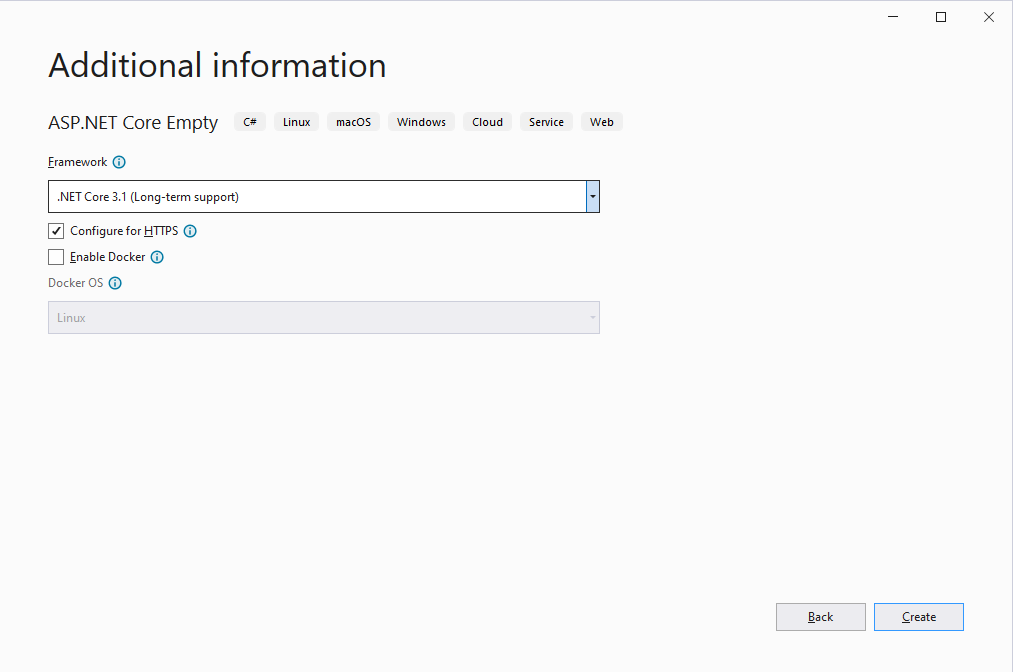 Additional information
ASP.NET Core Empty C# Linux macOS Windows Cloud Service Web
Framework
.NET Core 3.1 (Long-term support)
Configure for HTTPS
Enable Docker
Docker OS
Linux
Back Create